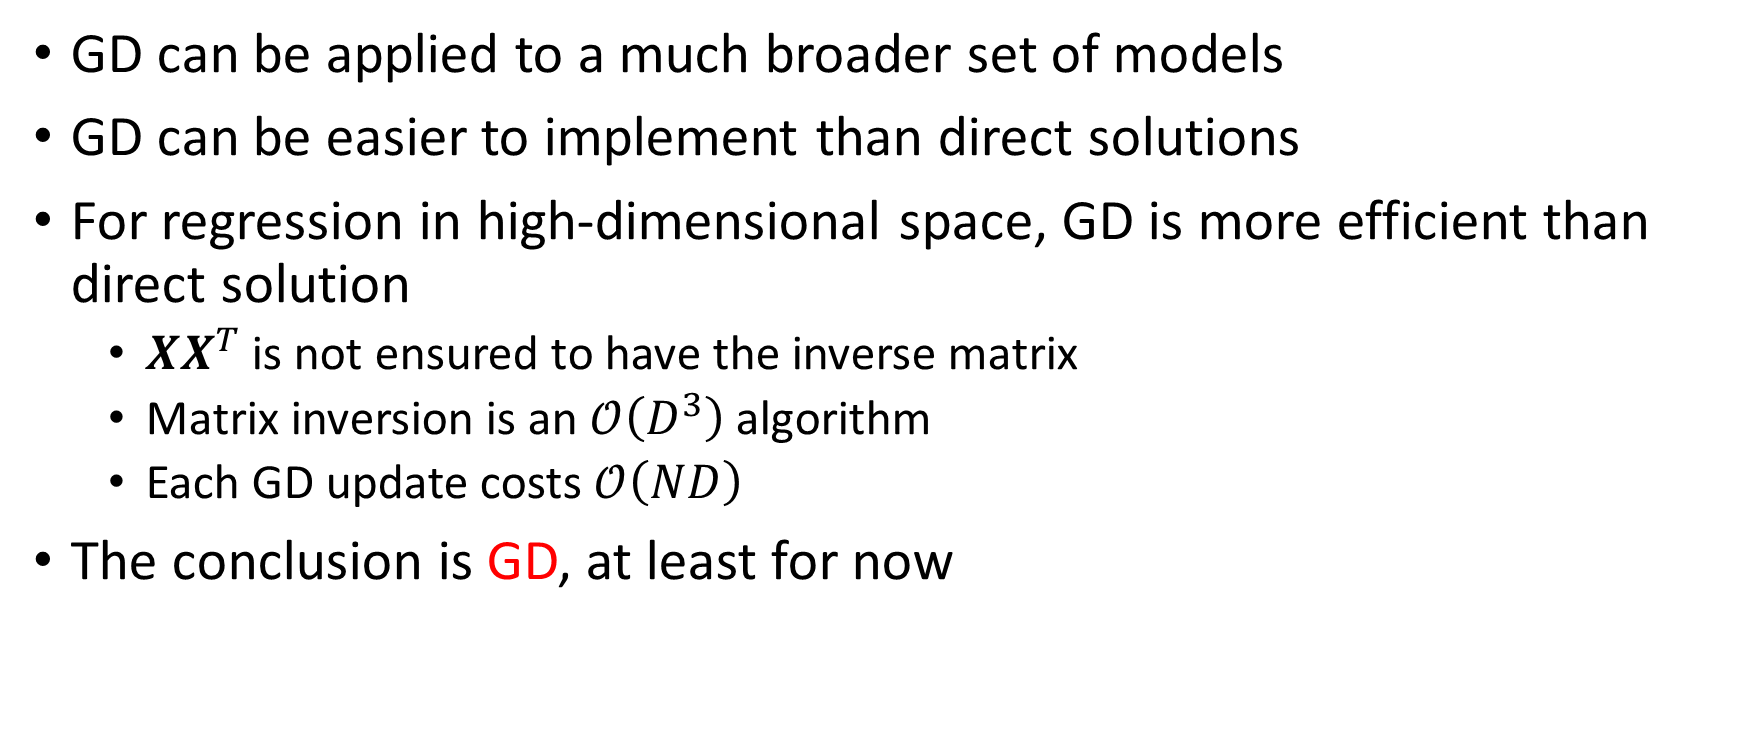 • GD can be applied to a much broader set of models
• GD can be easier to implement than direct solutions
• For regression in high-dimensional space, GD is more efficient than
direct solution
• 𝑿𝑿ᵀ is not ensured to have the inverse matrix
• Matrix inversion is an 𝒪(𝐷³) algorithm
• Each GD update costs 𝒪(𝑁𝐷)
• The conclusion is GD, at least for now